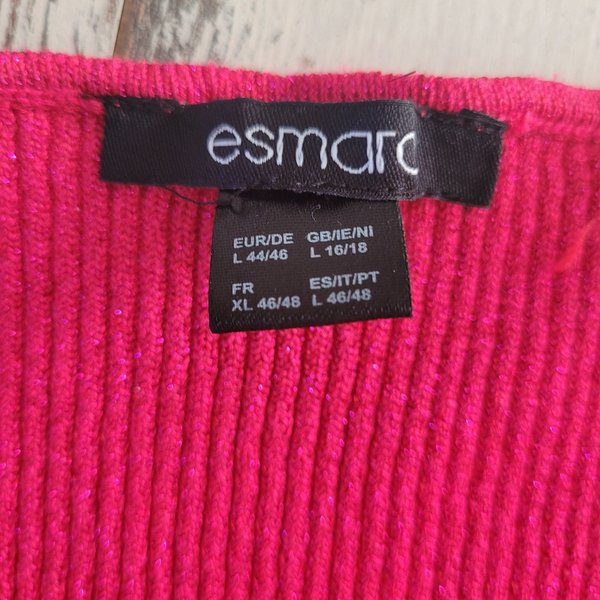 esmara
EUR/DE GB/IE/NI
L 44/46 L 16/18
FR ES/IT/PT
XL 46/48 L 46/48